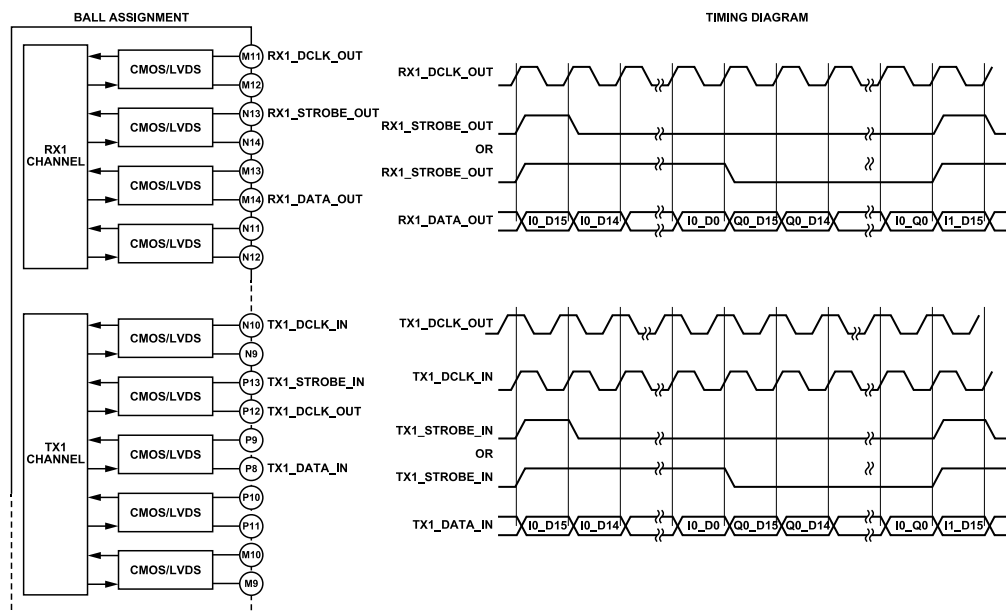 BALL ASSIGNMENT
RX1
CHANNEL
CMOS/LVDS
M11
RX1_DCLK_OUT
M12
CMOS/LVDS
N13
RX1_STROBE_OUT
N14
CMOS/LVDS
M13
M14
RX1_DATA_OUT
CMOS/LVDS
N11
N12
TX1
CHANNEL
CMOS/LVDS
N10
TX1_DCLK_IN
N9
CMOS/LVDS
P13
TX1_STROBE_IN
P12
TX1_DCLK_OUT
CMOS/LVDS
P9
P8
TX1_DATA_IN
CMOS/LVDS
P10
P11
CMOS/LVDS
M10
M9
TIMING DIAGRAM
RX1_DCLK_OUT
RX1_STROBE_OUT
OR
RX1_STROBE_OUT
RX1_DATA_OUT I0_D15 I0_D14 I0_D0 Q0_D15 Q0_D14 I0_Q0 I1_D15
TX1_DCLK_OUT
TX1_DCLK_IN
TX1_STROBE_IN
OR
TX1_STROBE_IN
TX1_DATA_IN I0_D15 I0_D14 I0_D0 Q0_D15 Q0_D14 I0_Q0 I1_D15